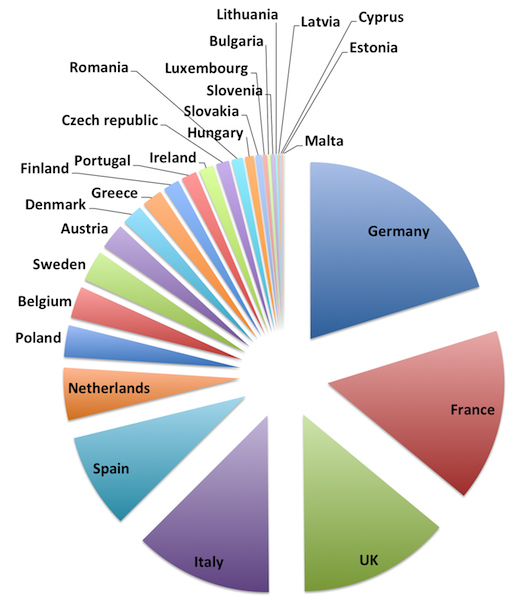 Lithuania
Latvia
Cyprus
Bulgaria
Estonia
Romania
Luxembourg
Slovenia
Slovakia
Czech republic
Hungary
Malta
Portugal
Ireland
Finland
Greece
Denmark
Austria
Germany
Sweden
Belgium
Poland
Netherlands
France
Spain
Italy
UK